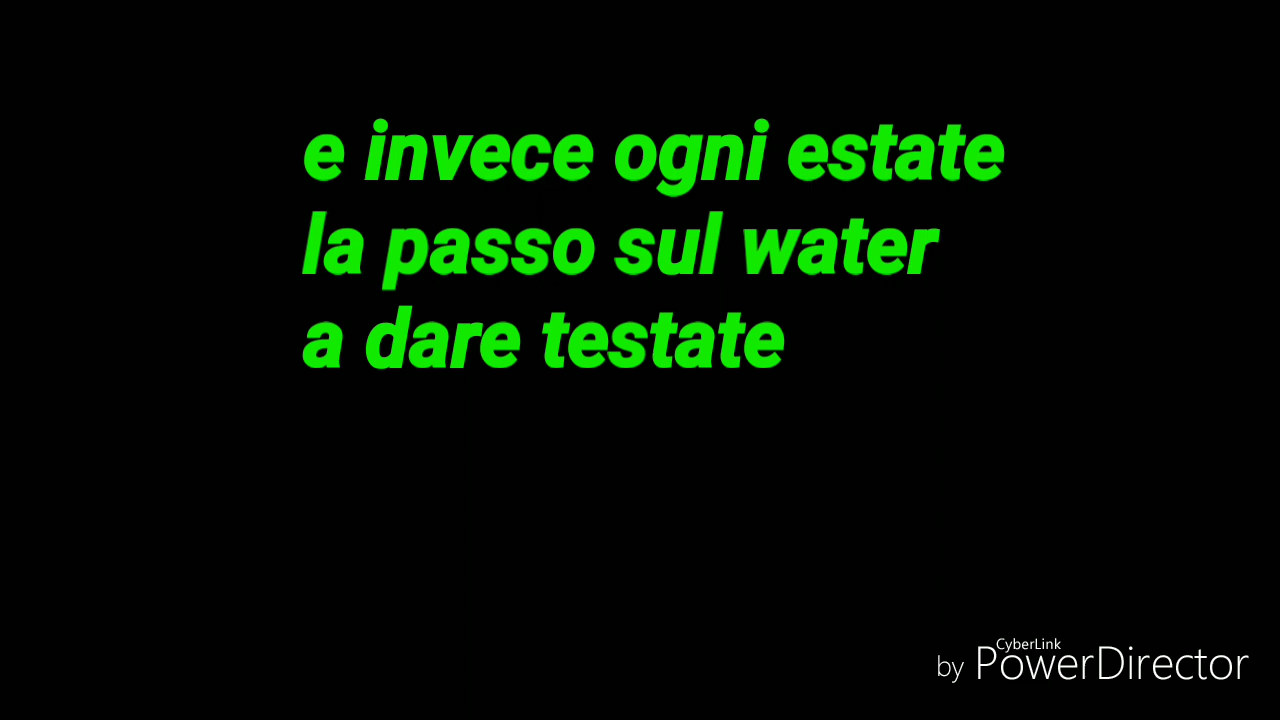 e invece ogni estate
la passo sul water
a dare testate
CyberLink
by PowerDirector